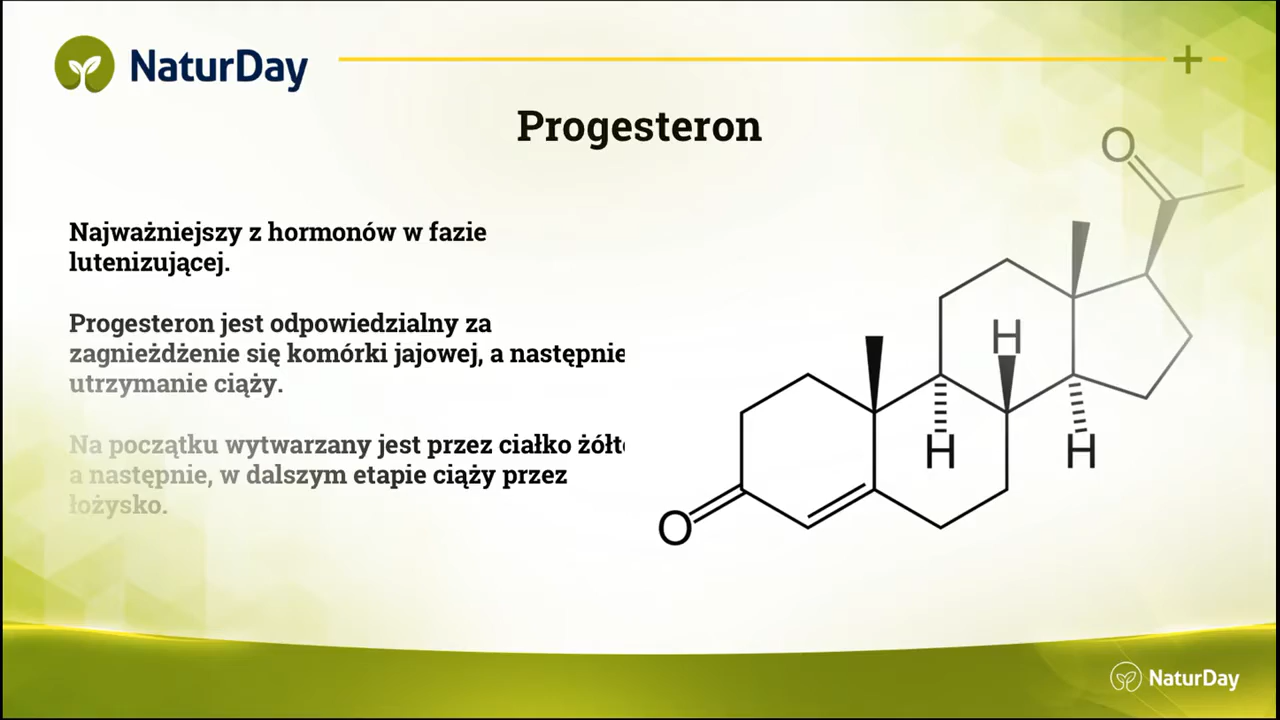 NaturDay
Progesteron
Najważniejszy z hormonów w fazie
lutenizującej.
Progesteron jest odpowiedzialny za
zagnieżdżenie się komórki jajowej, a następnie
utrzymanie ciąży.
Na początku wytwarzany jest przez ciałko
a następnie, w dalszym etapie ciąży przez
łożysko.
O
H
H
H
O
NaturDay